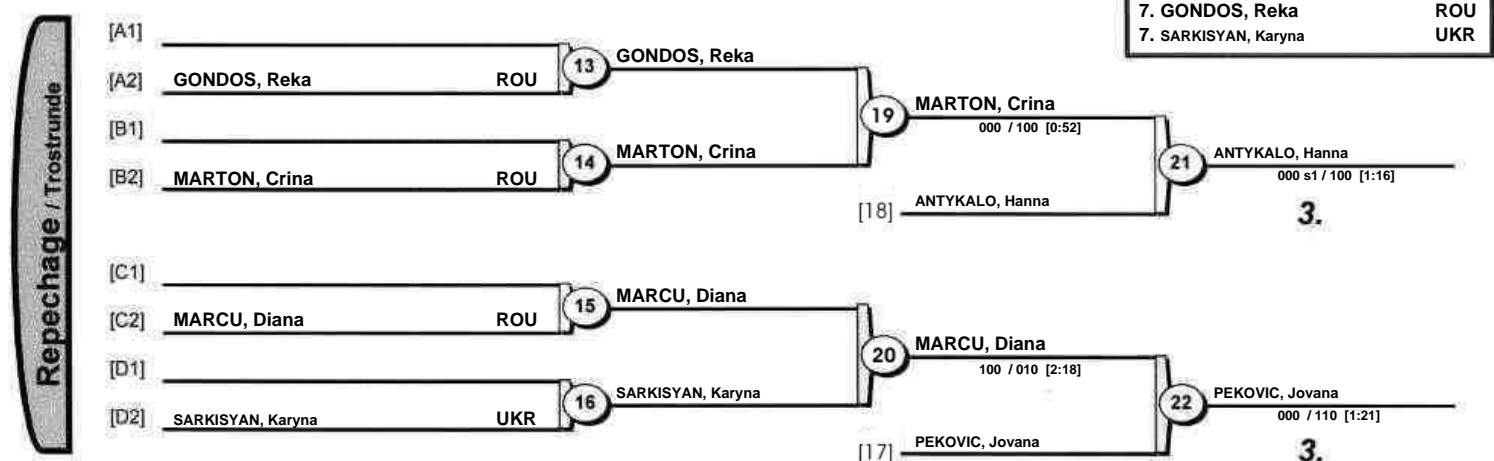 7. GONDOS, Reka ROU
7. SARKISYAN, Karyna UKR
Repechage / Trostrunde
[A1]
[A2] GONDOS, Reka ROU
13
GONDOS, Reka
[B1]
[B2] MARTON, Crina ROU
14
MARTON, Crina
19
MARTON, Crina
000 / 100 [0:52]
[18] ANTYKALO, Hanna
21
ANTYKALO, Hanna
000 s1 / 100 [1:16]
3.
[C1]
[C2] MARCU, Diana ROU
15
MARCU, Diana
[D1]
[D2] SARKISYAN, Karyna UKR
16
SARKISYAN, Karyna
20
MARCU, Diana
100 / 010 [2:18]
[17] PEKOVIC, Jovana
22
PEKOVIC, Jovana
000 / 110 [1:21]
3.